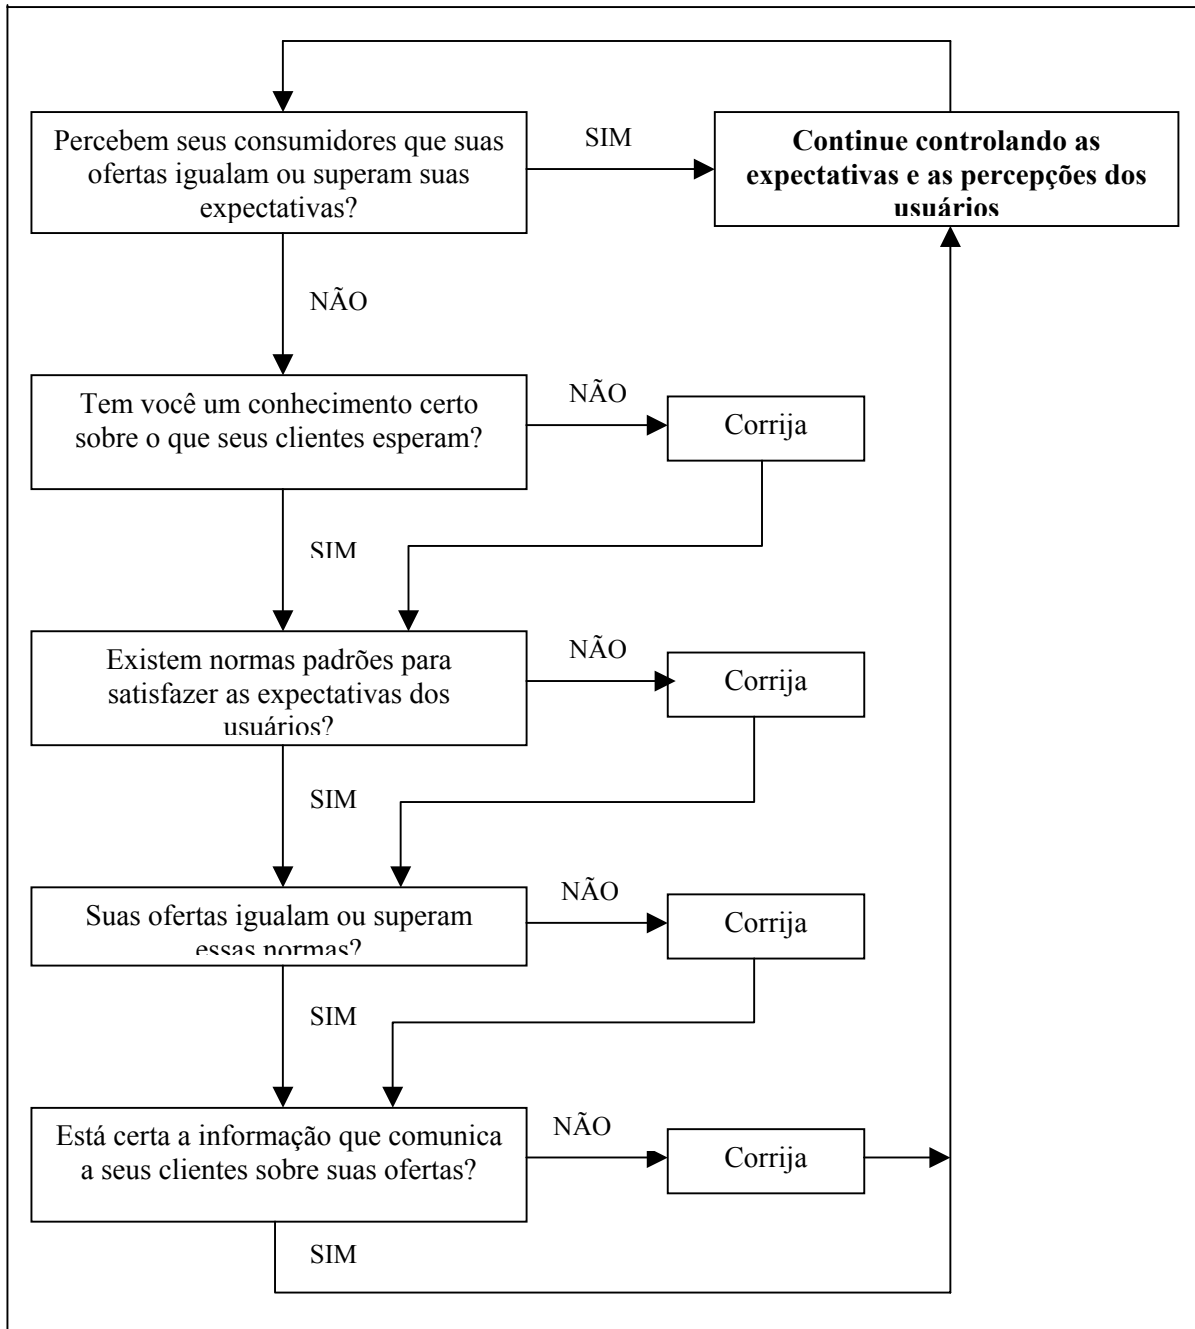 Percebem seus consumidores que suas
ofertas igualam ou superam suas
expectativas?
SIM
Continue controlando as
expectativas e as percepções dos
usuários
NÃO
Tem você um conhecimento certo
sobre o que seus clientes esperam?
NÃO
Corrija
SIM
Existem normas padrões para
satisfazer as expectativas dos
usuários?
NÃO
Corrija
SIM
Suas ofertas igualam ou superam
essas normas?
NÃO
Corrija
SIM
Está certa a informação que comunica
a seus clientes sobre suas ofertas?
NÃO
Corrija
SIM